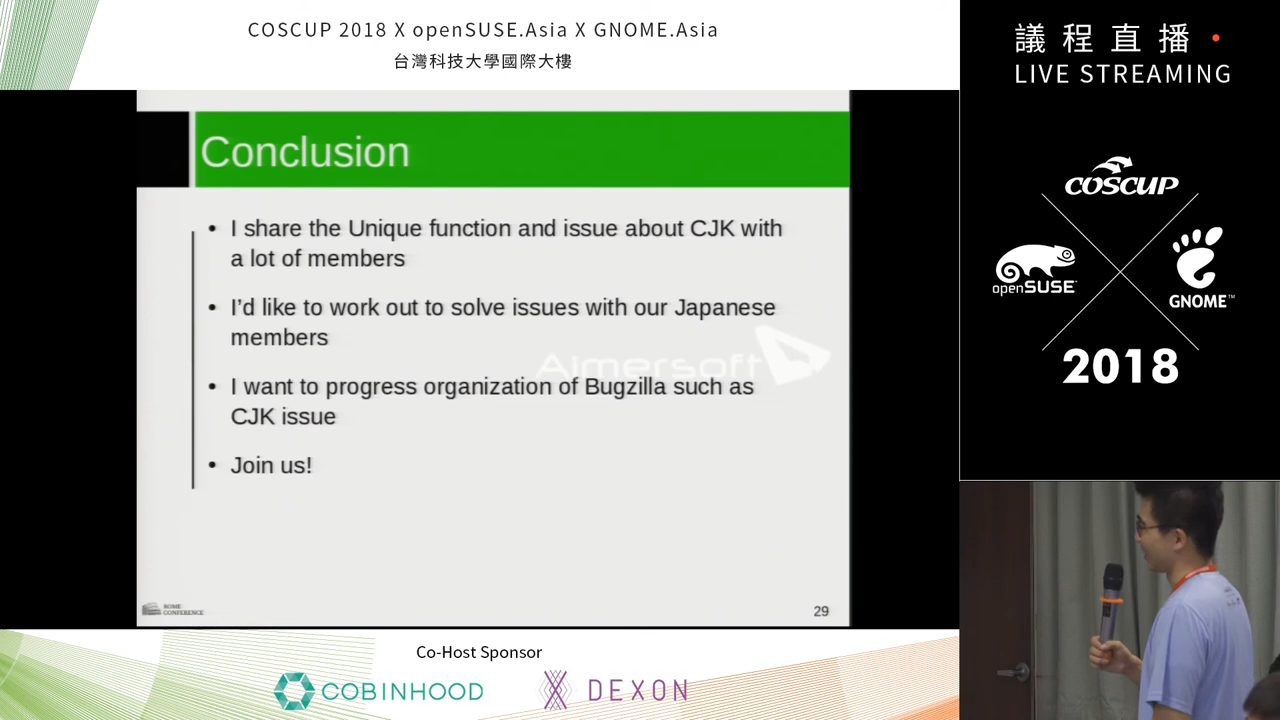 COSCUP 2018 X openSUSE.Asia X GNOME.Asia
台灣科技大學國際大樓
議程直播
LIVE STREAMING
COSCUP
openSUSE
GNOME™
2018
Conclusion
• I share the Unique function and issue about CJK with
a lot of members
• I'd like to work out to solve issues with our Japanese
members
• I want to progress organization of Bugzilla such as
CJK issue
• Join us!
Aimersoft
ROME
CONFERENCE
29
Co-Host Sponsor
COBINHOOD
DEXON